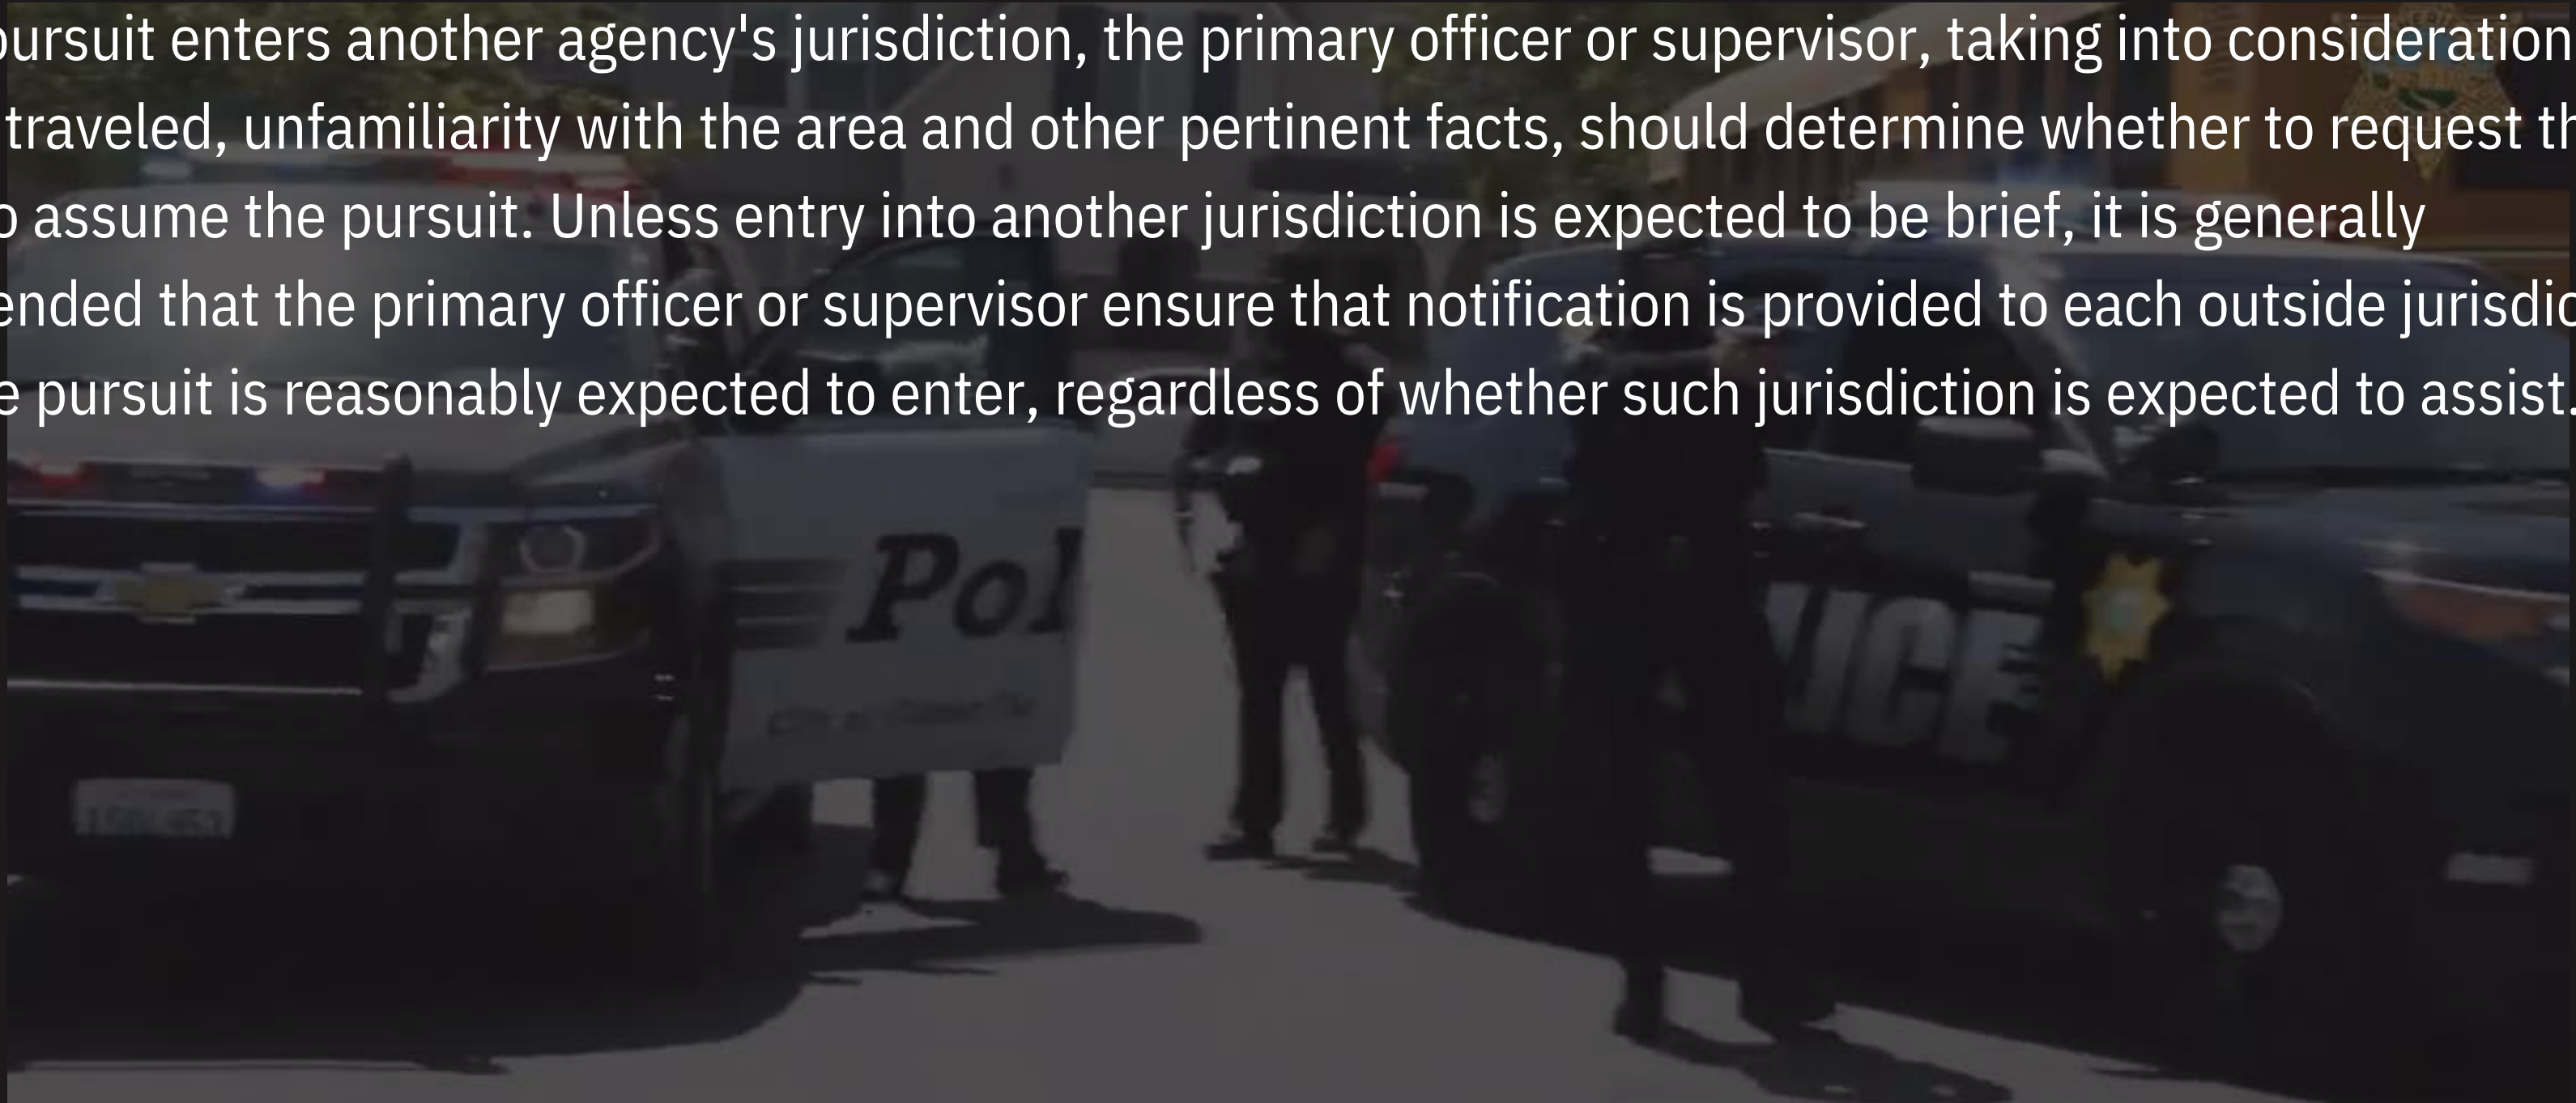 pursuit enters another agency's jurisdiction, the primary officer or supervisor, taking into consideration
traveled, unfamiliarity with the area and other pertinent facts, should determine whether to request th
o assume the pursuit. Unless entry into another jurisdiction is expected to be brief, it is generally
ended that the primary officer or supervisor ensure that notification is provided to each outside jurisdic
e pursuit is reasonably expected to enter, regardless of whether such jurisdiction is expected to assist.
Pol
ICE